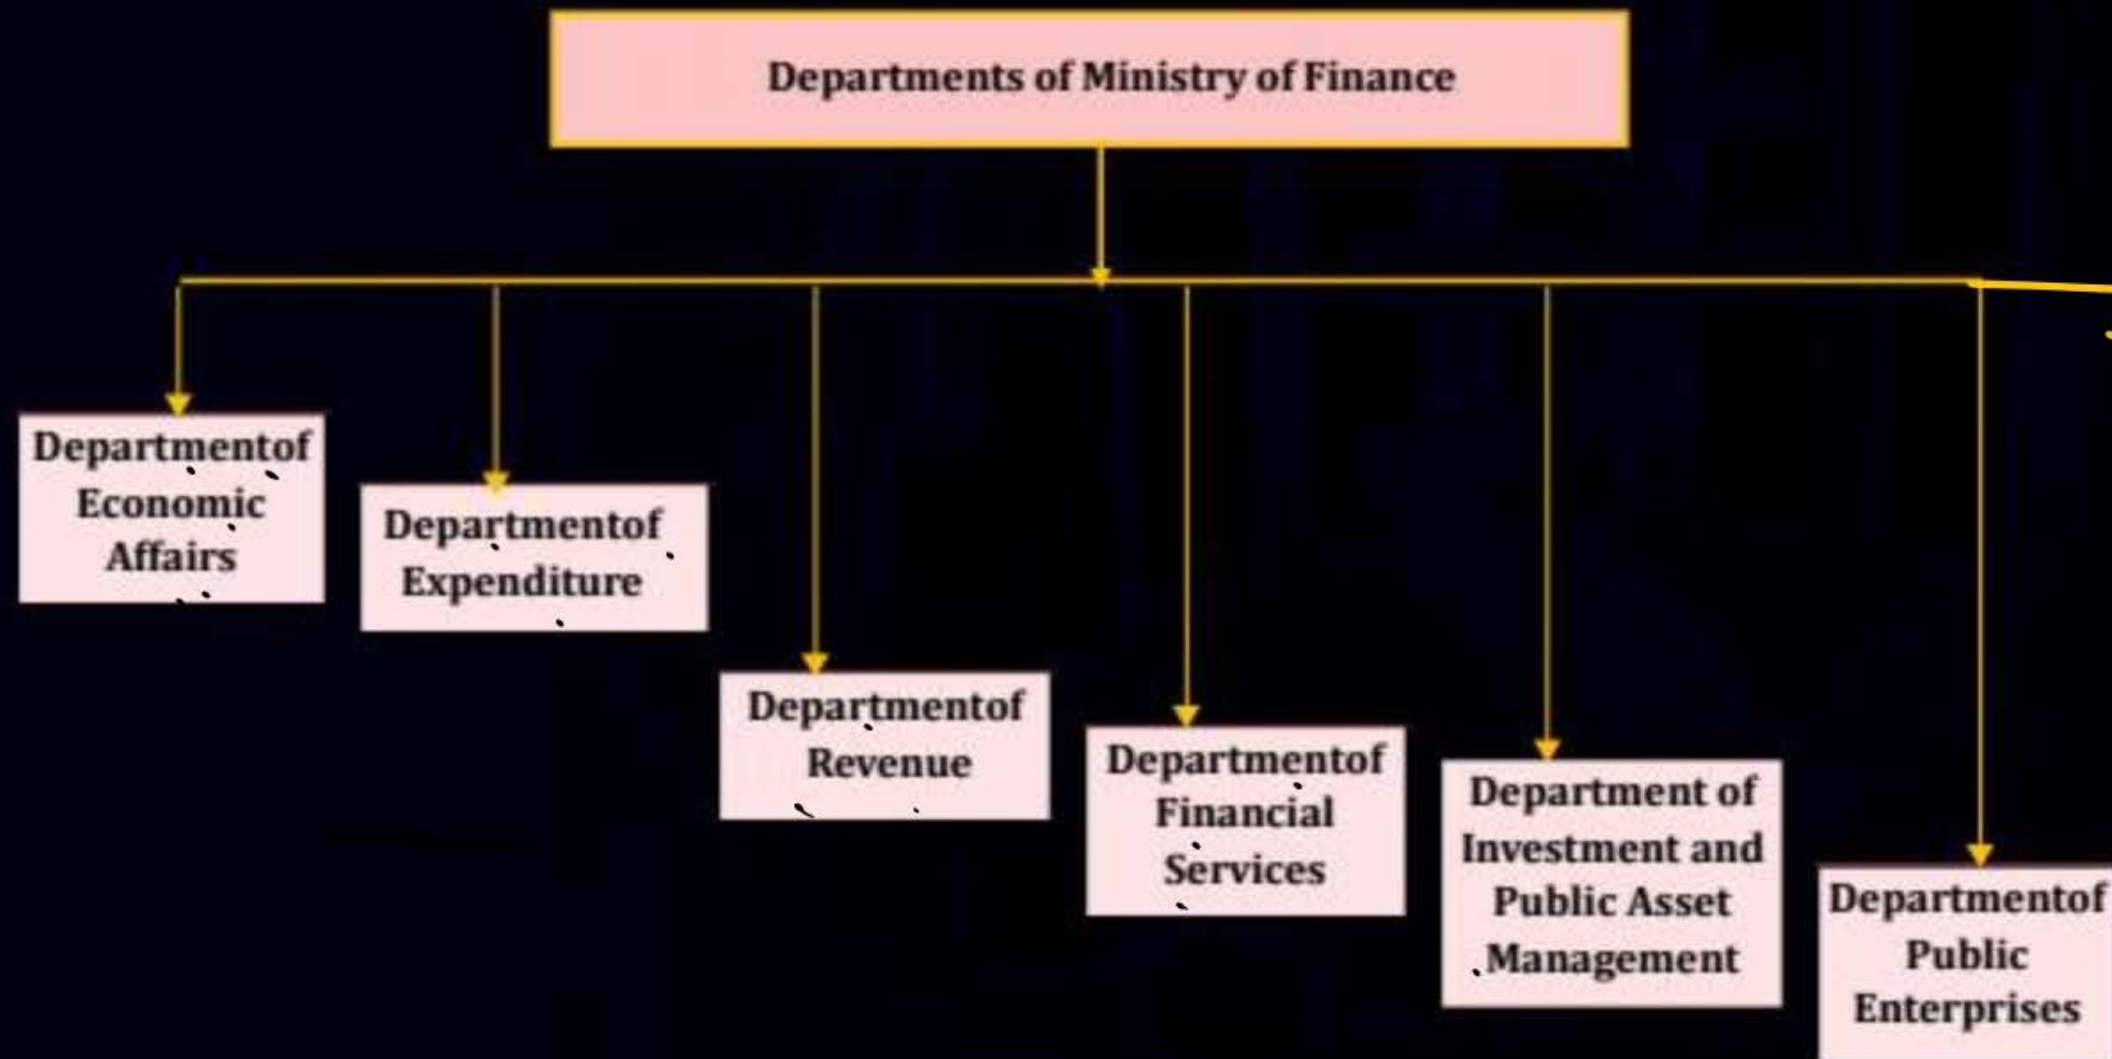 Departments of Ministry of Finance
Departmentof
Economic
Affairs
Departmentof
Expenditure
Departmentof
Revenue
Departmentof
Financial
Services
Department of
Investment and
Public Asset
Management
Departmentof
Public
Enterprises